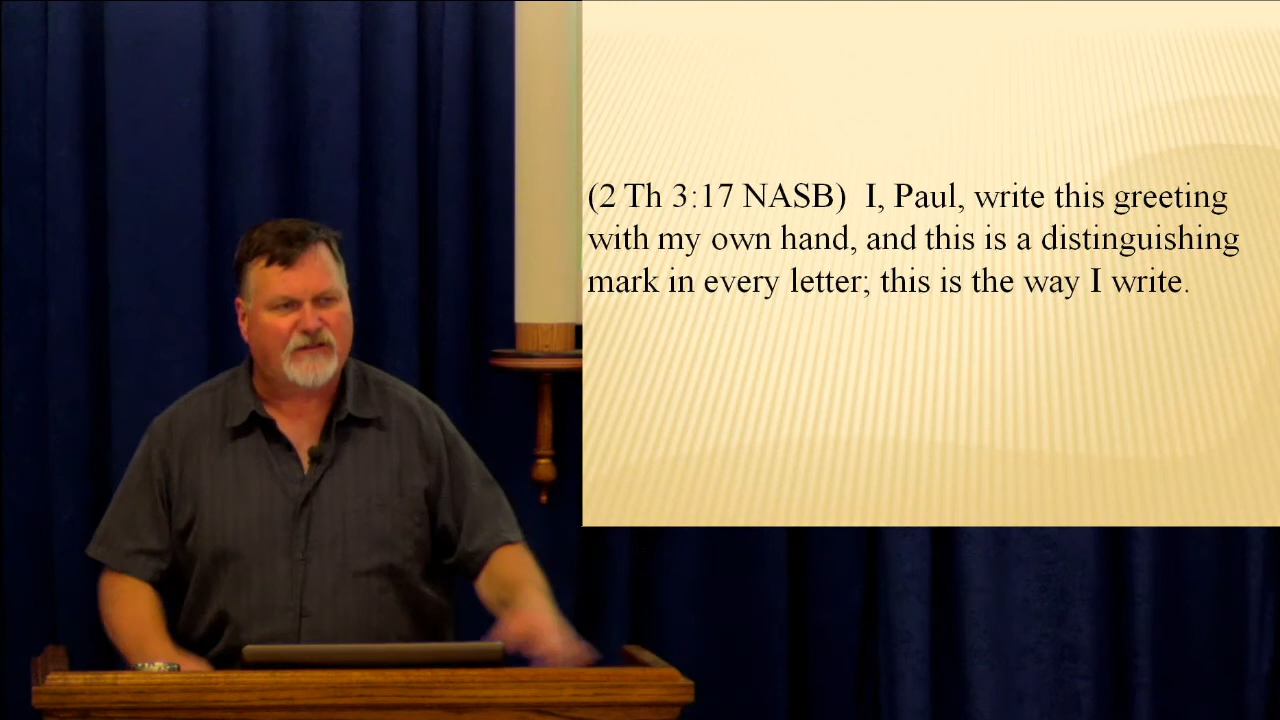 (2 Th 3:17 NASB)  I, Paul, write this greeting
with my own hand, and this is a distinguishing
mark in every letter; this is the way I write.